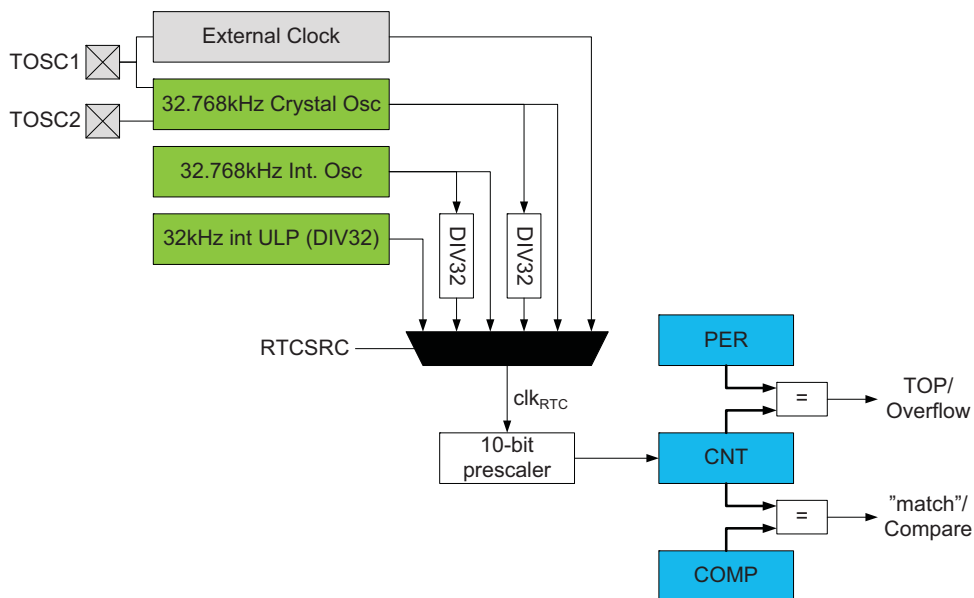 External Clock
TOSC1
32.768kHz Crystal Osc
TOSC2
32.768kHz Int. Osc
32kHz int ULP (DIV32)
DIV32
DIV32
RTCSRC
PER
clkRTC
=
TOP/
Overflow
10-bit
prescaler
CNT
=
”match”/
Compare
COMP